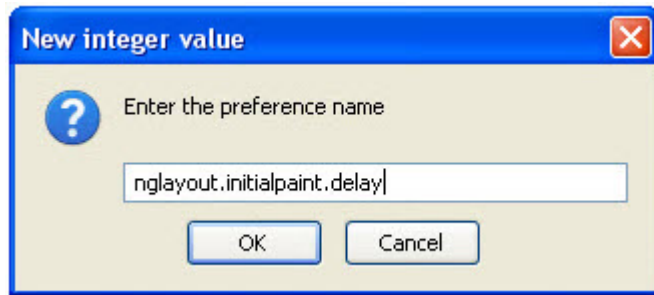 New integer value
Enter the preference name
nglayout.initialpaint.delay
OK Cancel